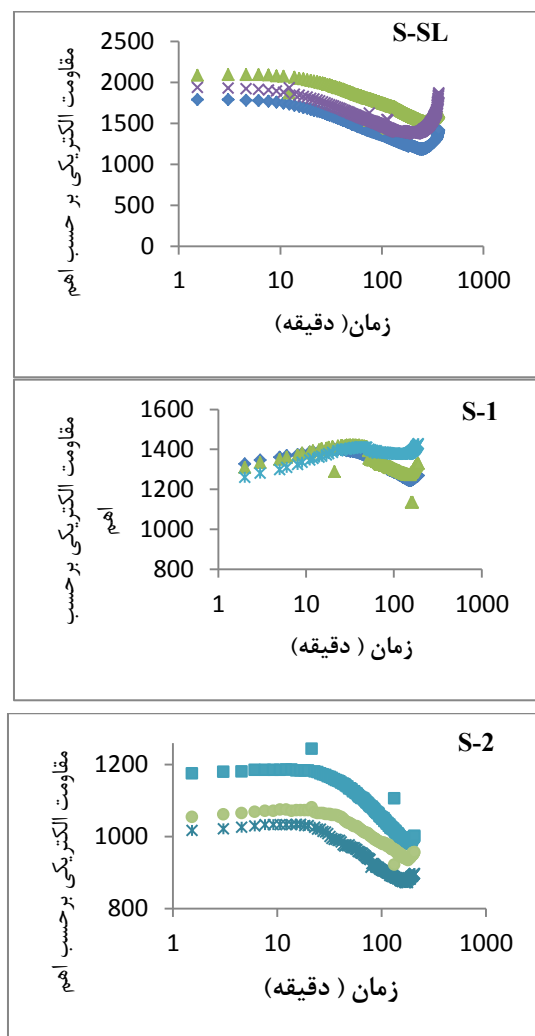 S-SL
2500
2000
1500
1000
500
0
1 10 100 1000
مقاومت الکتریکی بر حسب اهم
زمان( دقیقه)
S-1
1600
1400
1200
1000
800
1 10 100 1000
مقاومت الکتریکی برحسب
اهم
زمان ( دقیقه)
S-2
1200
1000
800
1 10 100 1000
مقاومت الکتریکی برحسب اهم
زمان ( دقیقه)